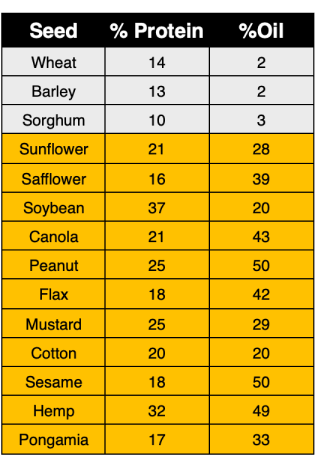 Seed % Protein %Oil
Wheat 14 2
Barley 13 2
Sorghum 10 3
Sunflower 21 28
Safflower 16 39
Soybean 37 20
Canola 21 43
Peanut 25 50
Flax 18 42
Mustard 25 29
Cotton 20 20
Sesame 18 50
Hemp 32 49
Pongamia 17 33